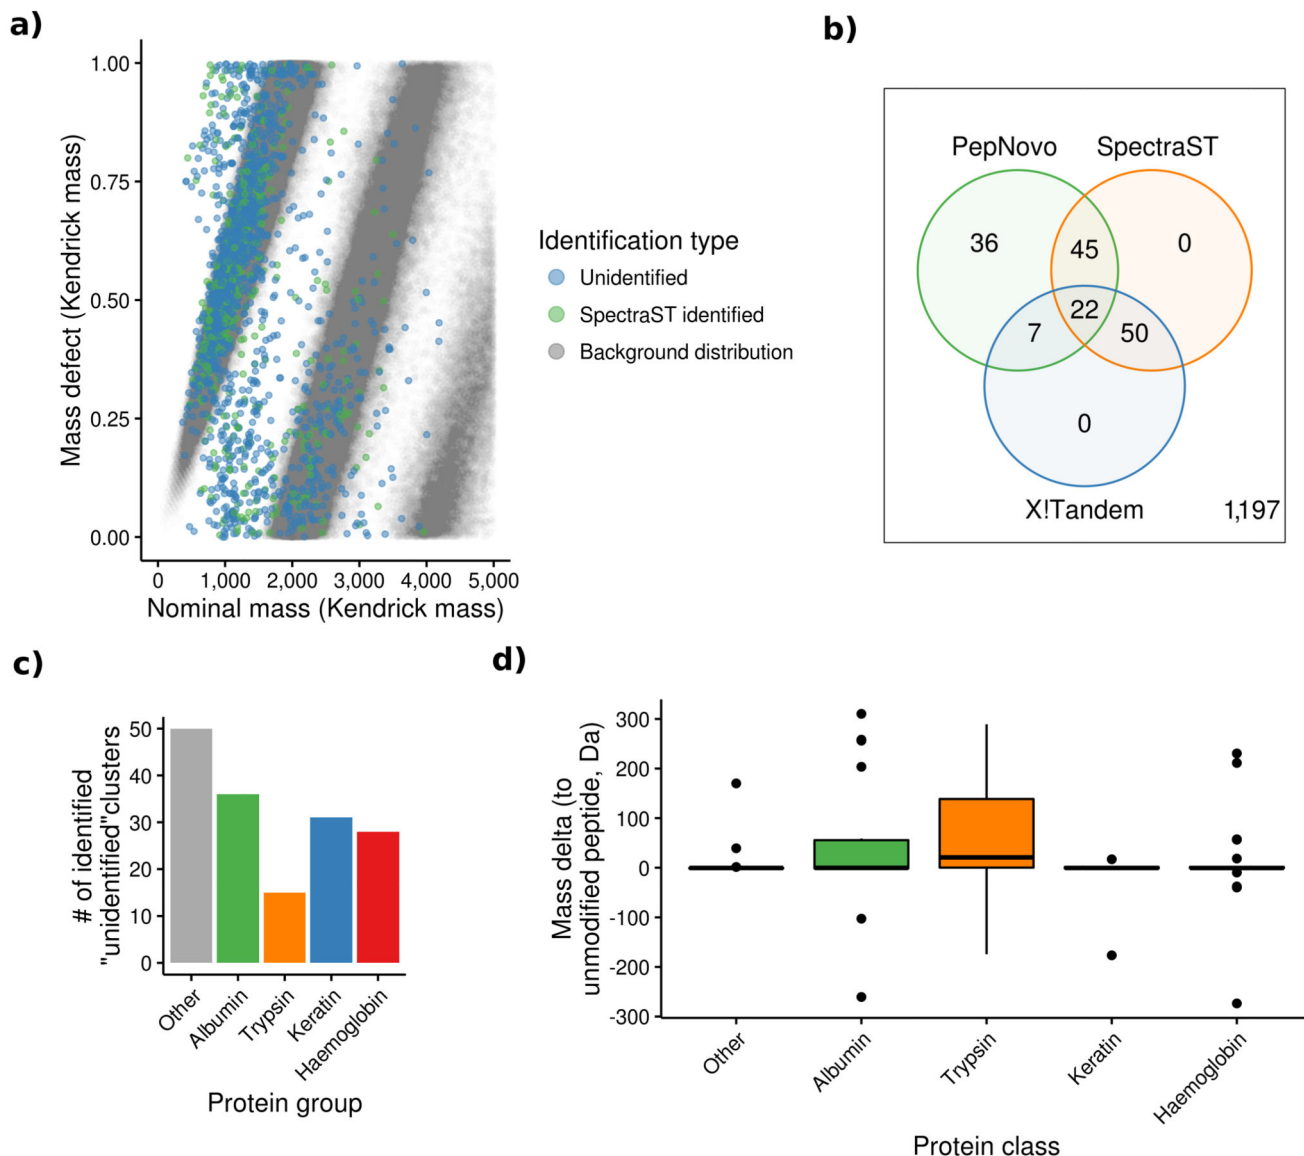 a)
1.00
0.75
0.50
0.25
0.00
Mass defect (Kendrick mass)
0
1,000
2,000
3,000
4,000
5,000
Nominal mass (Kendrick mass)
Identification type
Unidentified
SpectraST identified
Background distribution
b)
PepNovo
SpectraST
36
45
0
22
7
50
0
X!Tandem
1,197
c)
50
40
30
20
10
0
# of identified
"unidentified"clusters
Other
Albumin
Trypsin
Keratin
Haemoglobin
Protein group
d)
300
200
100
0
-100
-200
-300
Mass delta (to
unmodified peptide, Da)
Other
Albumin
Trypsin
Keratin
Haemoglobin
Protein class